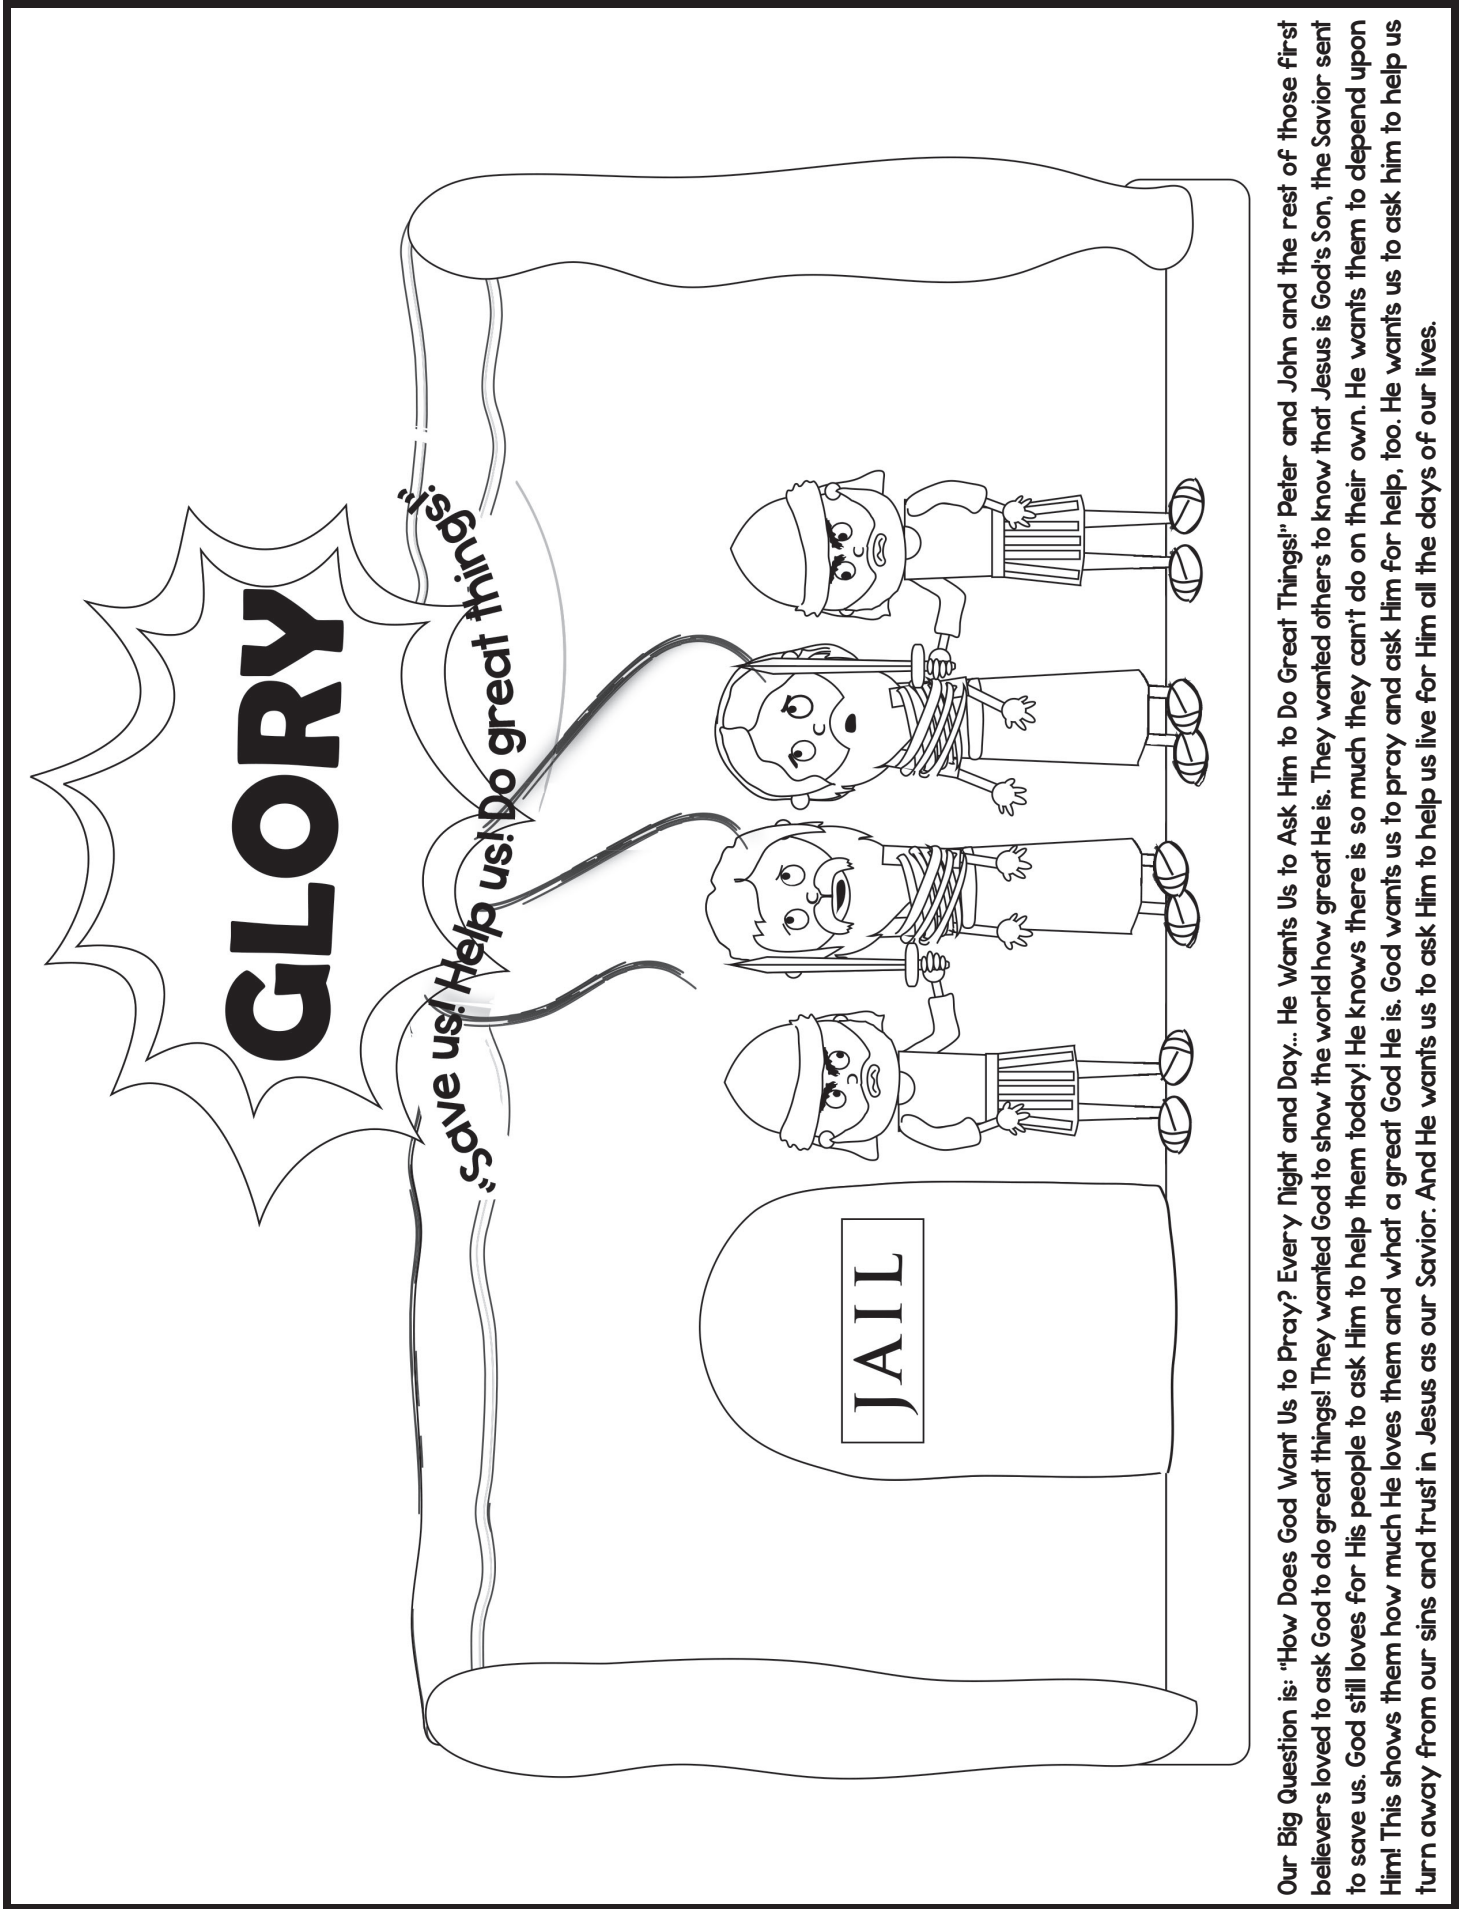 GLORY
“Save us! Help us! Do great things!”
JAIL
Our Big Question is: “How Does God Want Us to Pray? Every Night and Day... He Wants Us to Ask Him to Do Great Things!” Peter and John and the rest of those first
believers loved to ask God to do great things! They wanted God to show the world how great He is. They wanted others to know that Jesus is God's Son, the Savior sent
to save us. God still loves for His people to ask Him to help them today! He knows there is so much they can't do on their own. He wants them to depend upon
Him! This shows them how much He loves them and what a great God He is. God wants us to pray and ask Him for help, too. He wants us to ask him to help us
turn away from our sins and trust in Jesus as our Savior. And He wants us to ask Him to help us live for Him all the days of our lives.